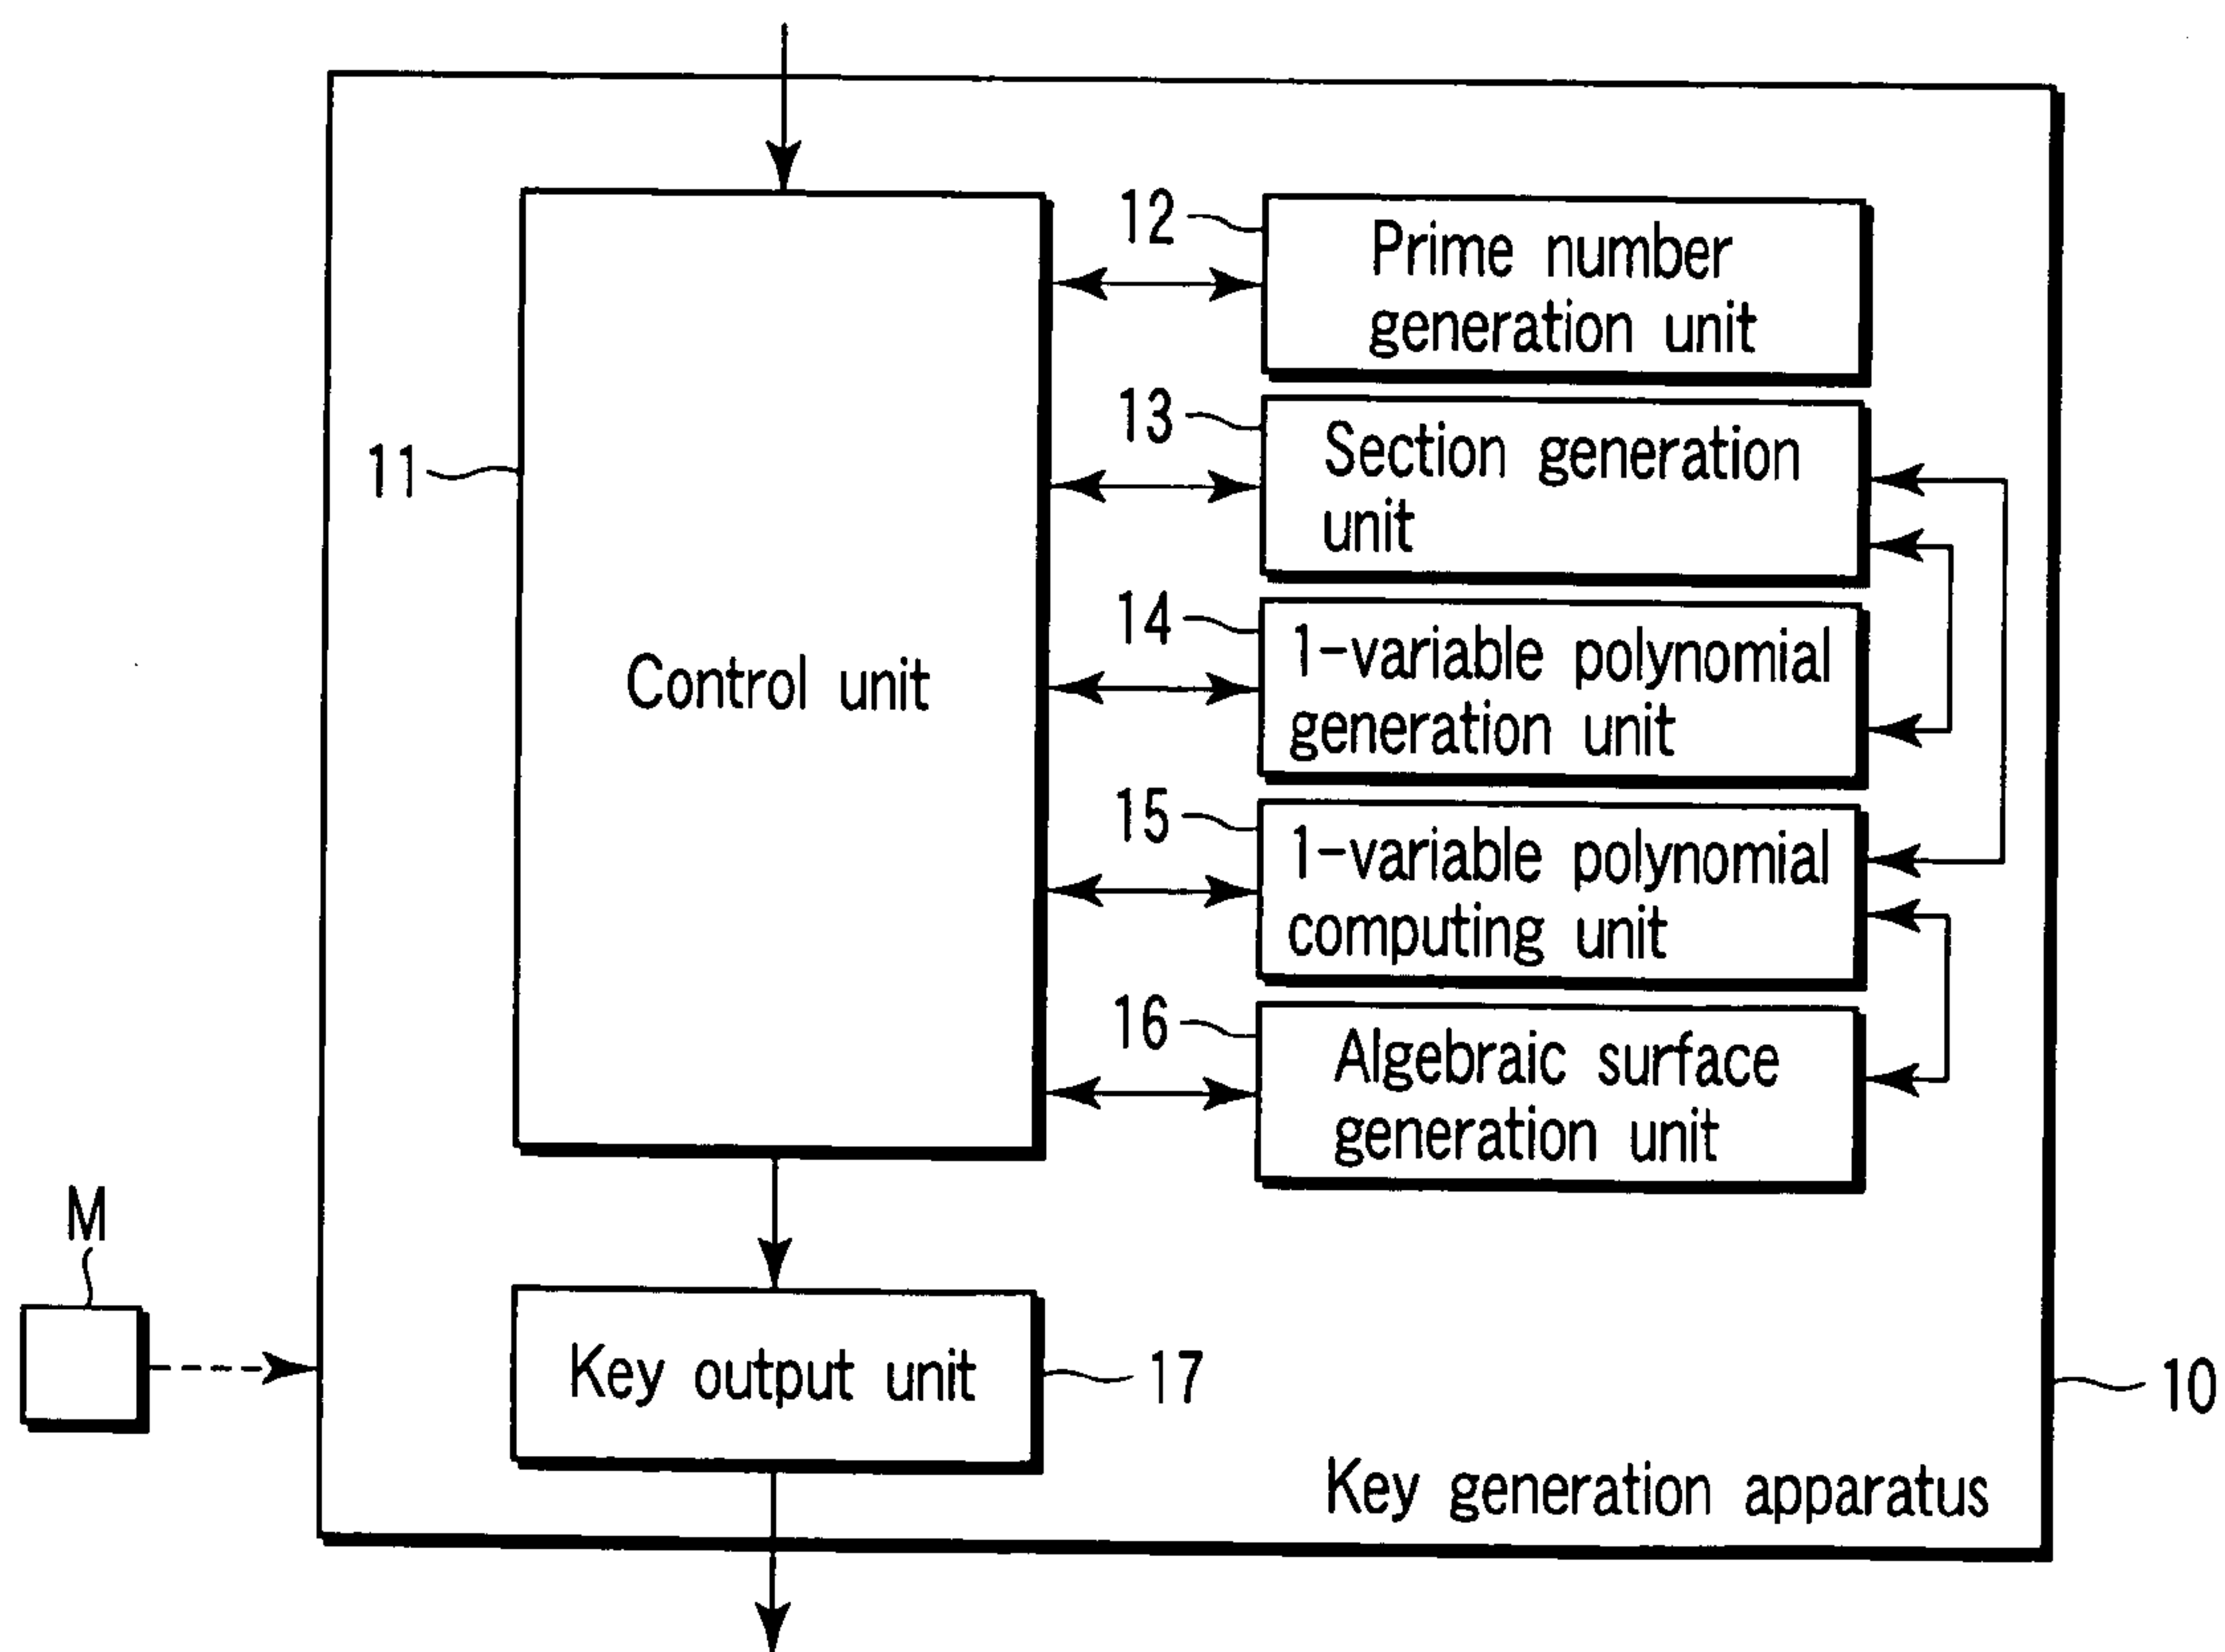 12
Prime number
generation unit
13
Section generation
unit
11
14
1-variable polynomial
generation unit
Control unit
15
1-variable polynomial
computing unit
16
Algebraic surface
generation unit
M
Key output unit
17
10
Key generation apparatus